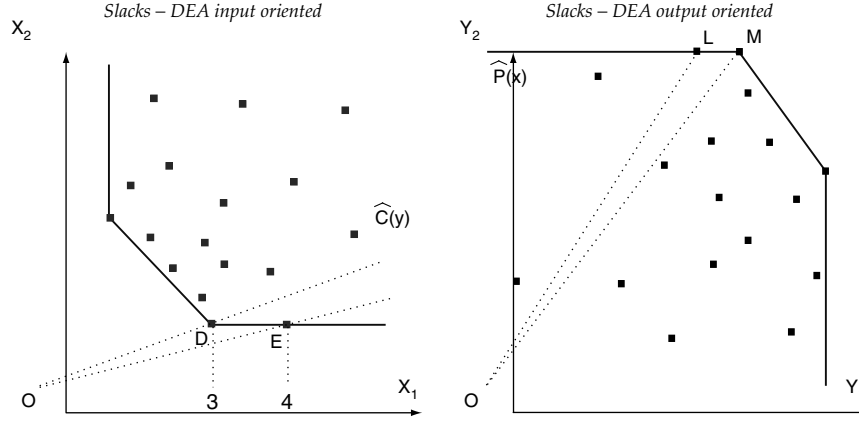 Slacks – DEA input oriented
X2
C(y)
D
E
O
3
4
X1
Slacks – DEA output oriented
Y2
L
M
P(x)
O
Y